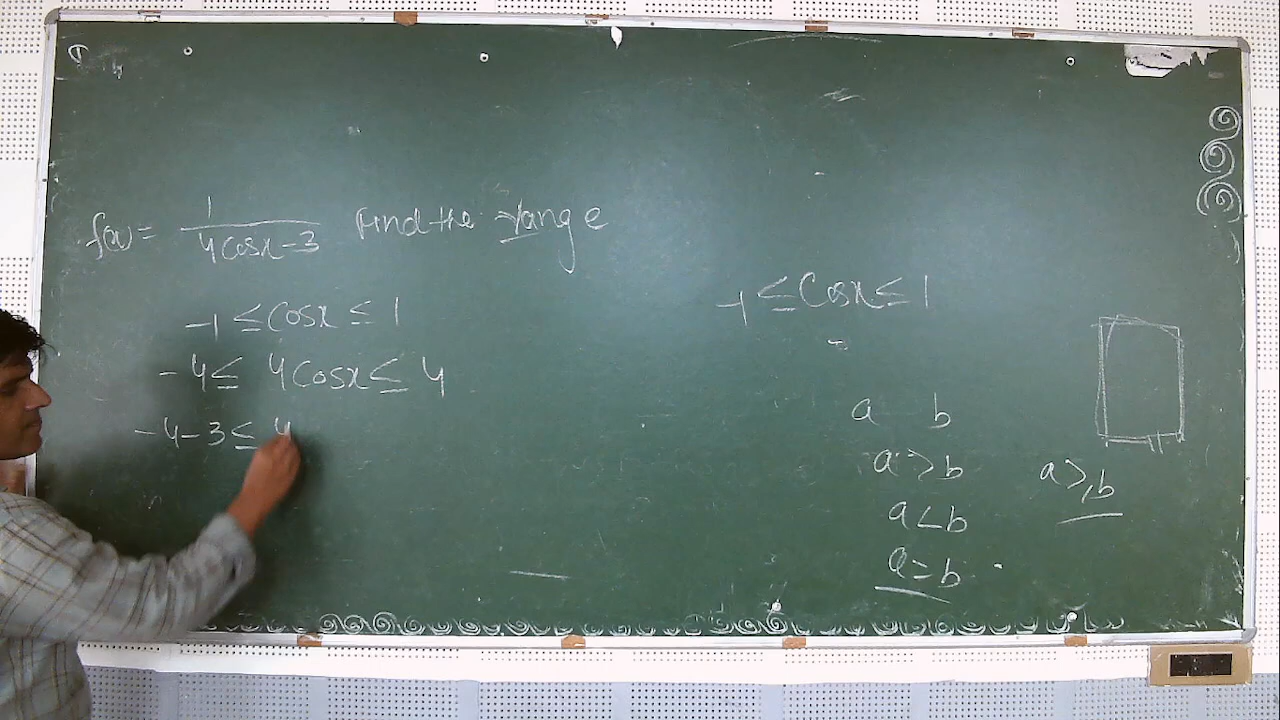 f(x) = 1/(4cosx-3) Find the range
-1 ≤ cosx ≤ 1
-4 ≤ 4cosx ≤ 4
-4-3 ≤ 4
-1 ≤ Cosx ≤ 1
a b
a > b
a < b
a = b
a ≥ b